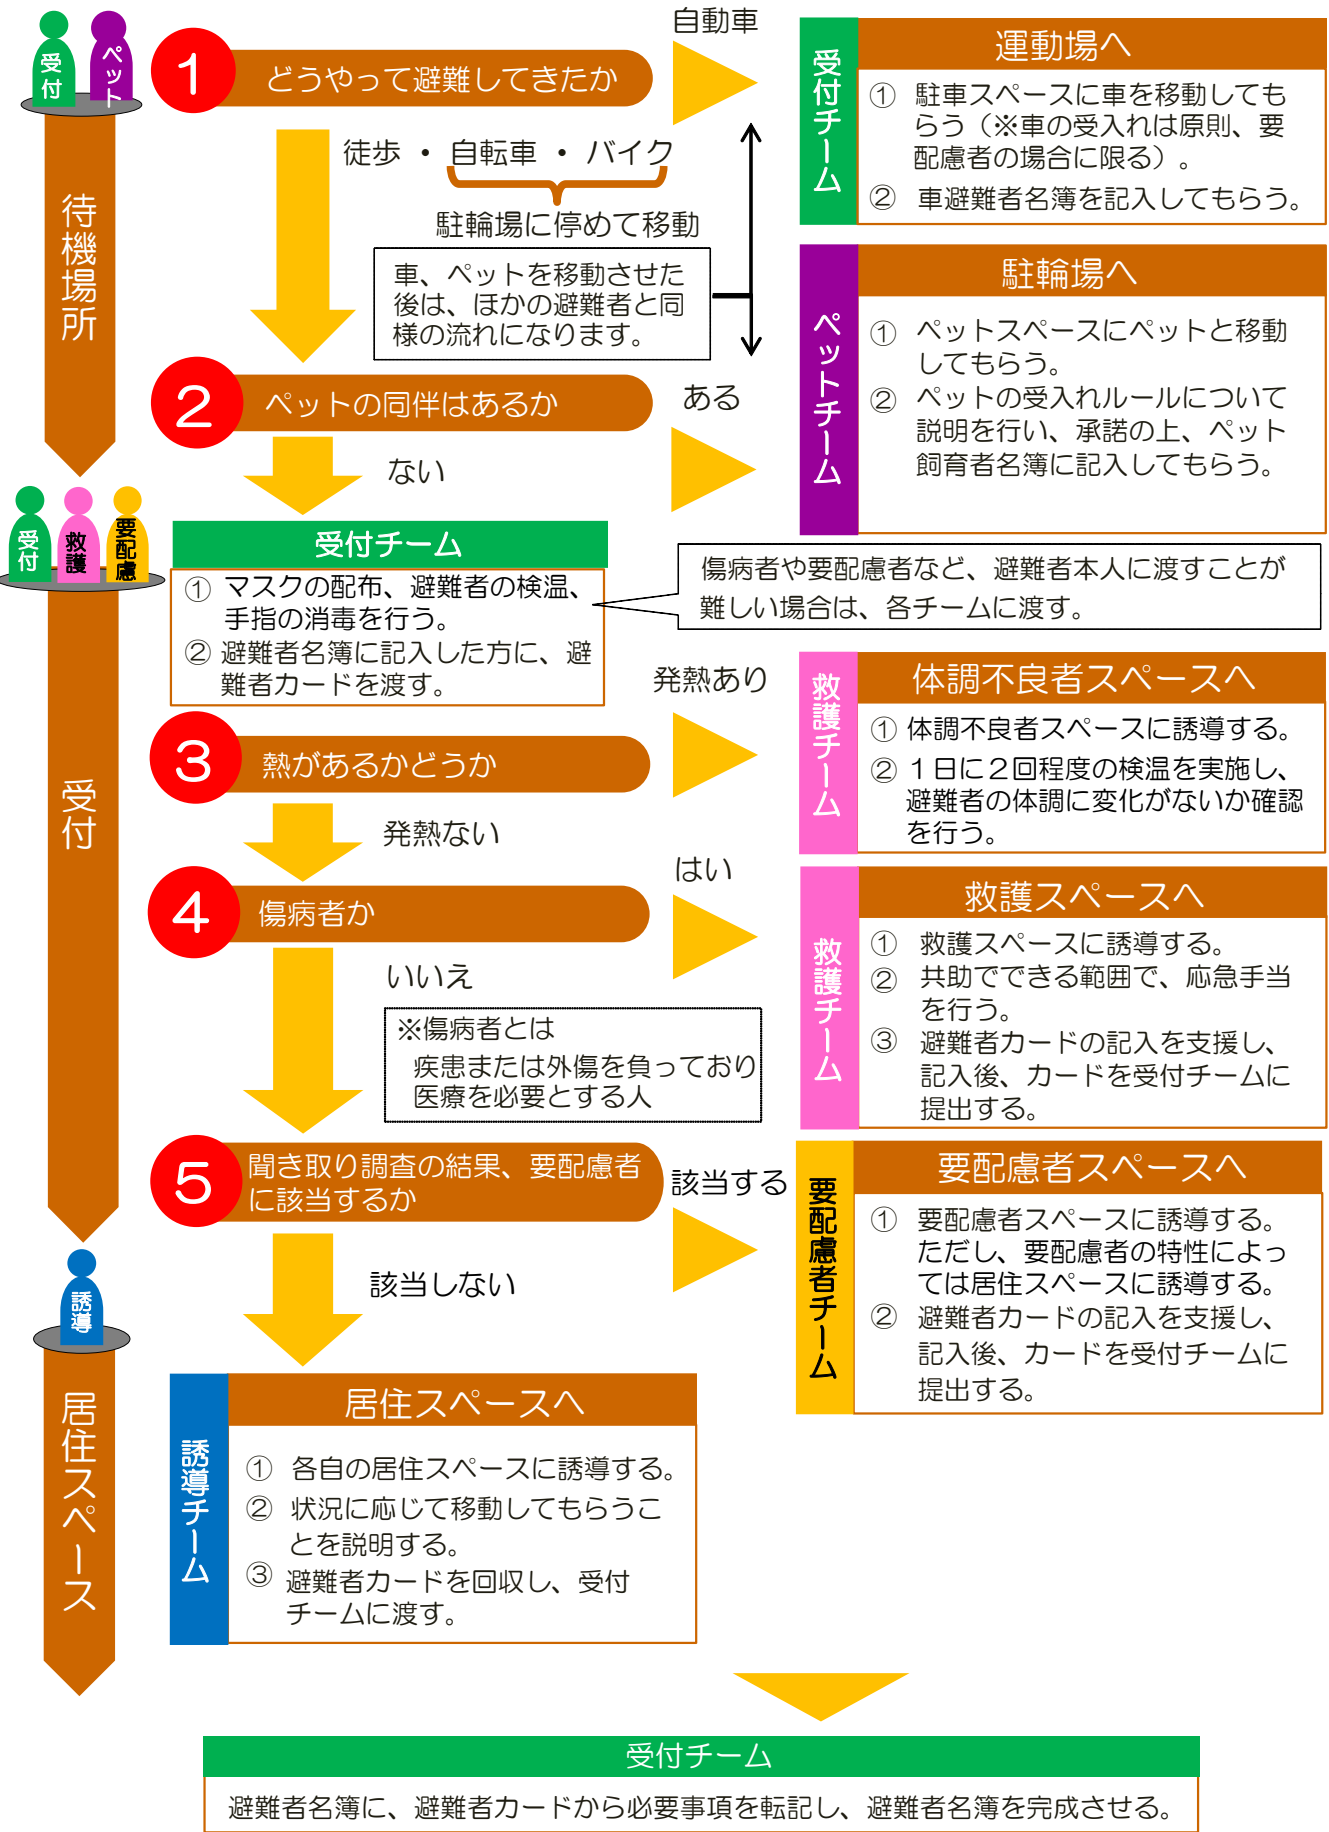 受付
ペット
待機場所
1
どうやって避難してきたか
自動車
徒歩 ・ 自転車 ・ バイク
駐輪場に停めて移動
車、ペットを移動させた
後は、ほかの避難者と同
様の流れになります。
受付チーム
運動場へ
① 駐車スペースに車を移動しても
らう（※車の受入れは原則、要
配慮者の場合に限る）。
② 車避難者名簿を記入してもらう。
2
ペットの同伴はあるか
ある
ない
ペットチーム
駐輪場へ
① ペットスペースにペットと移動
してもらう。
② ペットの受入れルールについて
説明を行い、承諾の上、ペット
飼育者名簿に記入してもらう。
受付
救護
要配慮
受付
受付チーム
① マスクの配布、避難者の検温、
手指の消毒を行う。
② 避難者名簿に記入した方に、避
難者カードを渡す。
傷病者や要配慮者など、避難者本人に渡すことが
難しい場合は、各チームに渡す。
3
熱があるかどうか
発熱あり
発熱ない
救護チーム
体調不良者スペースへ
① 体調不良者スペースに誘導する。
② １日に２回程度の検温を実施し、
避難者の体調に変化がないか確認
を行う。
4
傷病者か
はい
いいえ
※傷病者とは
疾患または外傷を負っており
医療を必要とする人
救護チーム
救護スペースへ
① 救護スペースに誘導する。
② 共助でできる範囲で、応急手当
を行う。
③ 避難者カードの記入を支援し、
記入後、カードを受付チームに
提出する。
5
聞き取り調査の結果、要配慮者
に該当するか
該当する
該当しない
要配慮者チーム
要配慮者スペースへ
① 要配慮者スペースに誘導する。
ただし、要配慮者の特性によっ
ては居住スペースに誘導する。
② 避難者カードの記入を支援し、
記入後、カードを受付チームに
提出する。
誘導
居住スペース
誘導チーム
居住スペースへ
① 各自の居住スペースに誘導する。
② 状況に応じて移動してもらうこ
とを説明する。
③ 避難者カードを回収し、受付
チームに渡す。
受付チーム
避難者名簿に、避難者カードから必要事項を転記し、避難者名簿を完成させる。